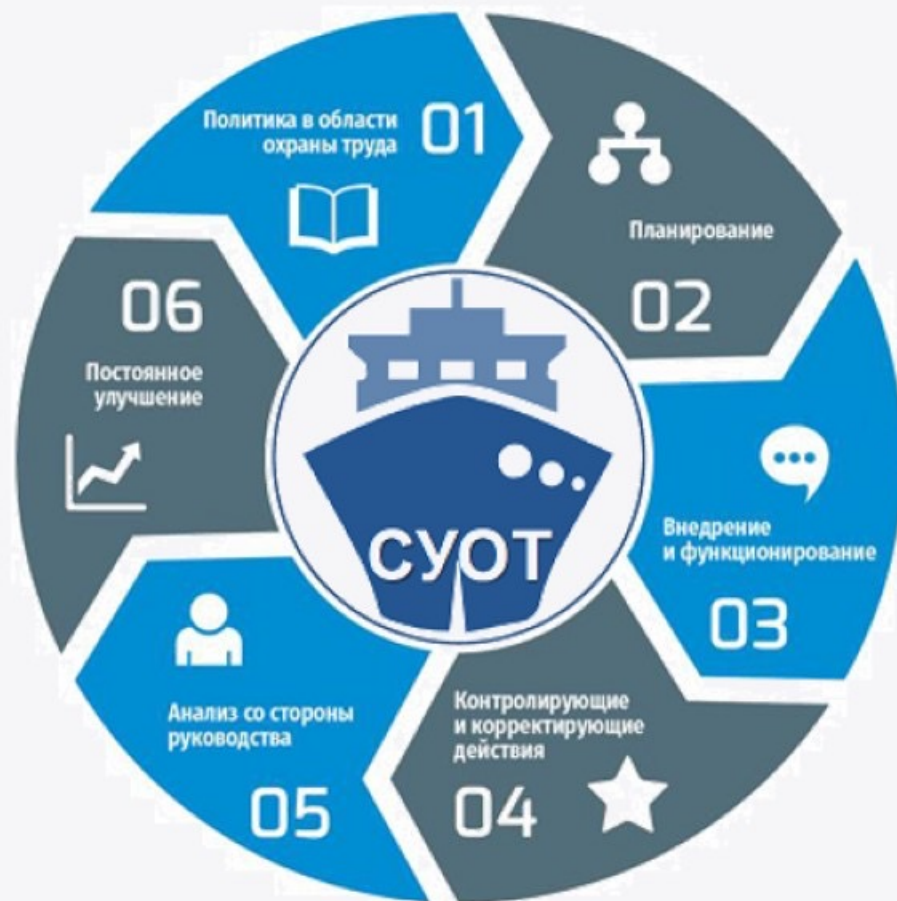 Политика в области
охраны труда
01
Планирование
02
Внедрение
и функционирование
03
Контролирующие
и корректирующие
действия
04
Анализ со стороны
руководства
05
06
Постоянное
улучшение
СУОТ